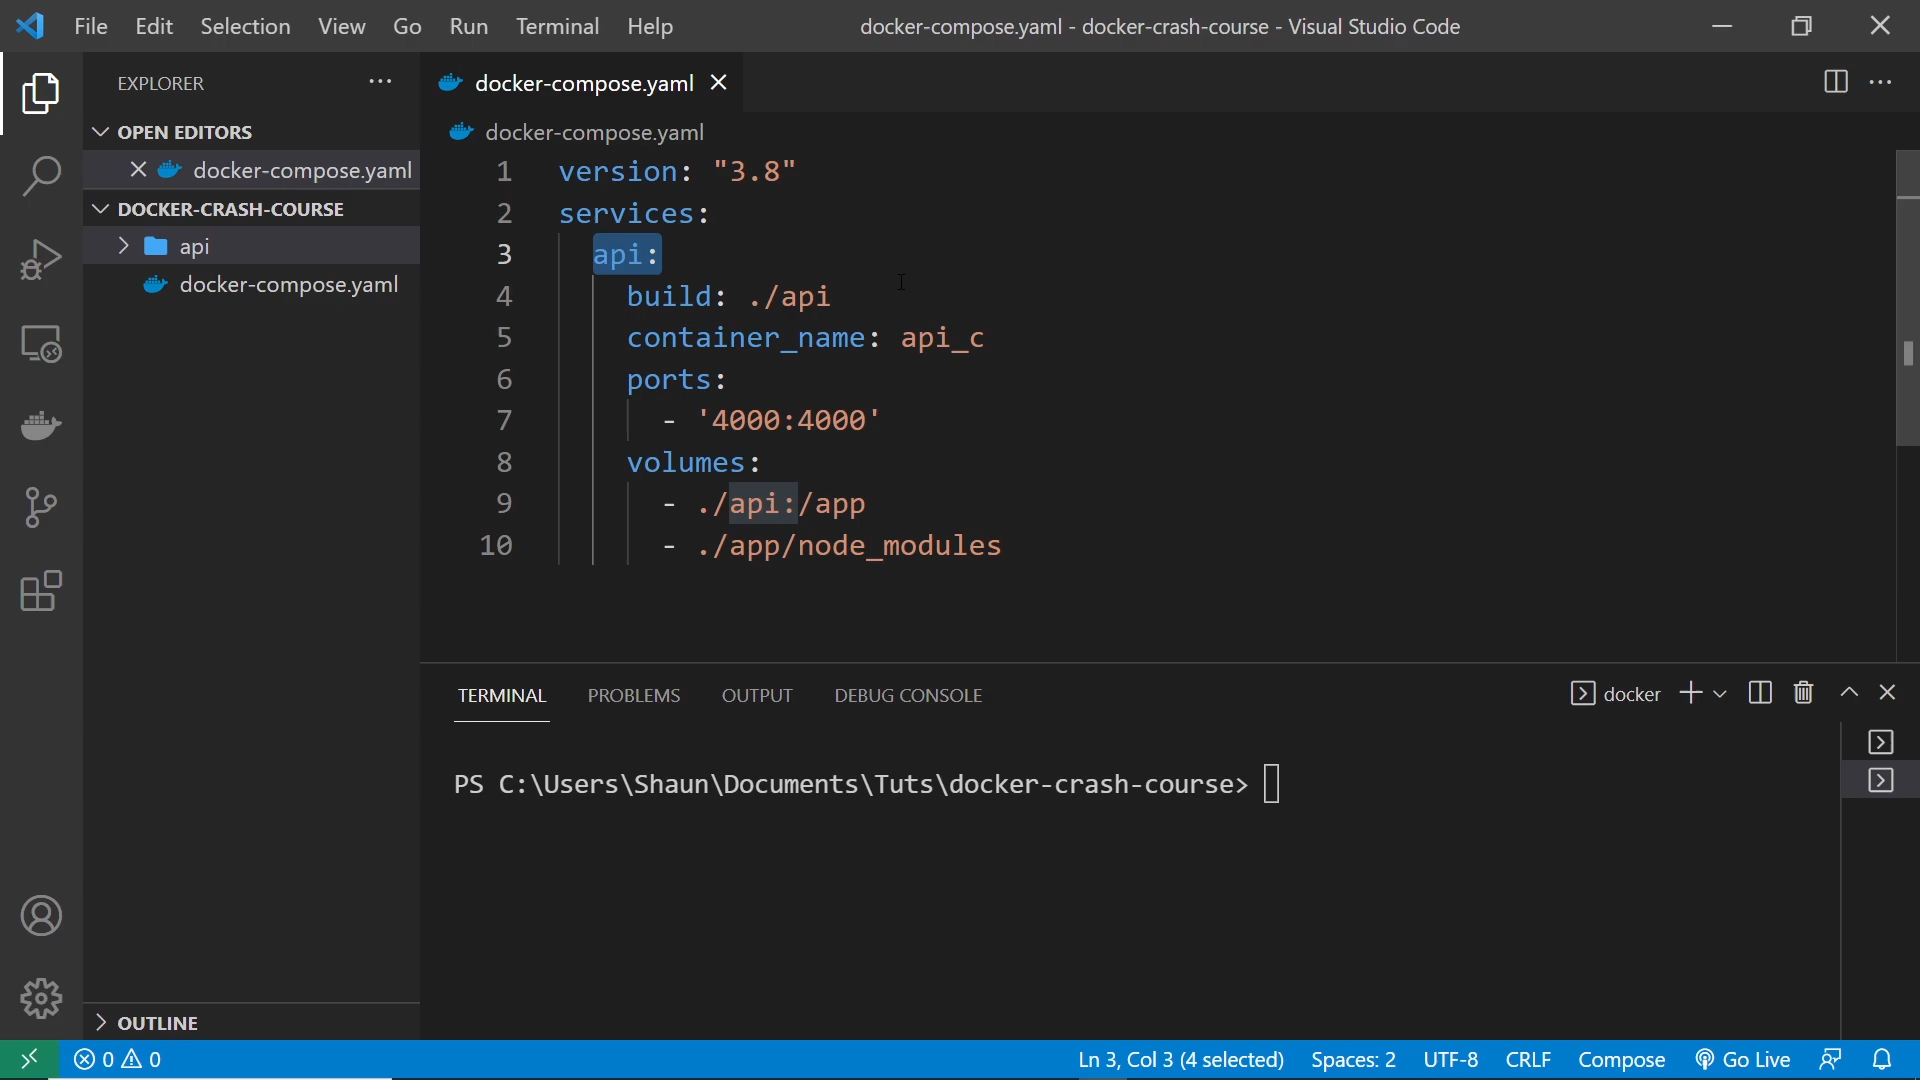 File Edit Selection View Go Run Terminal Help
docker-compose.yaml - docker-crash-course - Visual Studio Code
EXPLORER
OPEN EDITORS
docker-compose.yaml
DOCKER-CRASH-COURSE
api
docker-compose.yaml
OUTLINE
docker-compose.yaml
docker-compose.yaml
1 version: "3.8"
2 services:
3 api:
4 build: ./api
5 container_name: api_c
6 ports:
7 - '4000:4000'
8 volumes:
9 - ./api:/app
10 - ./app/node_modules
TERMINAL PROBLEMS OUTPUT DEBUG CONSOLE
docker
PS C:\Users\Shaun\Documents\Tuts\docker-crash-course>
0 0
Ln 3, Col 3 (4 selected) Spaces: 2 UTF-8 CRLF Compose Go Live